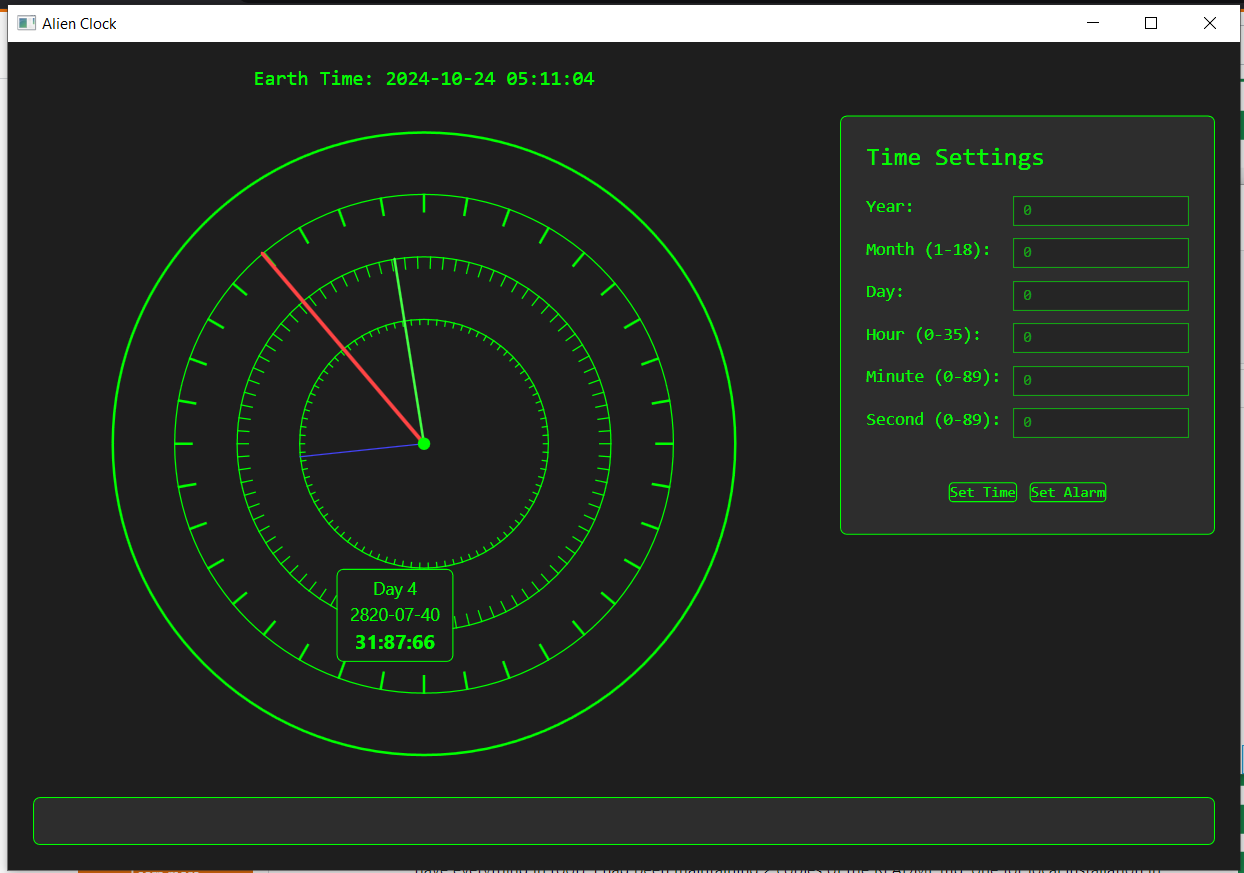 Alien Clock
Earth Time: 2024-10-24 05:11:04
Time Settings
Year: 0
Month (1-18): 0
Day: 0
Hour (0-35): 0
Minute (0-89): 0
Second (0-89): 0
Set Time Set Alarm
Day 4
2820-07-40
31:87:66